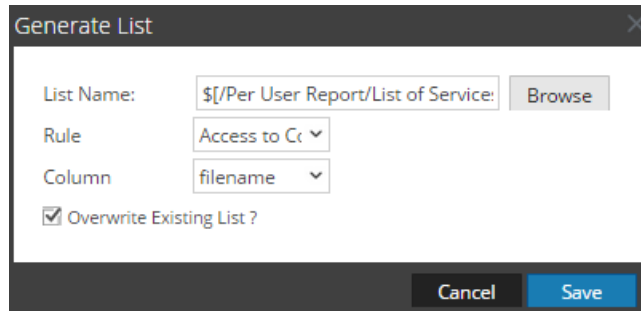 Generate List
List Name: $[/Per User Report/List of Service: Browse
Rule Access to Cc
Column filename
Overwrite Existing List ?
Cancel Save